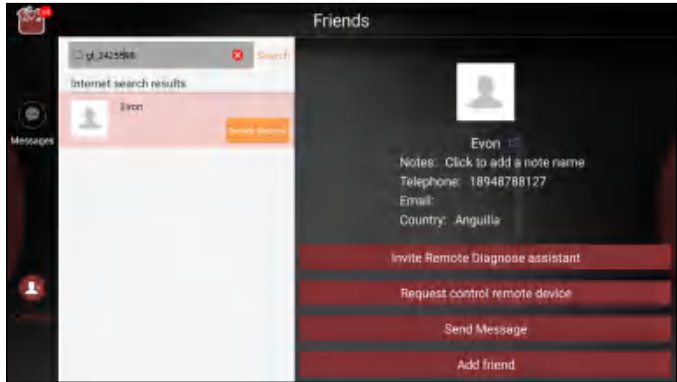 Friends
Search
Internet search results
Evon
Messages
Evon
Notes: Click to add a note name
Telephone: 18948788127
Email:
Country: Anguilla
Invite Remote Diagnose assistant
Request control remote device
Send Message
Add friend